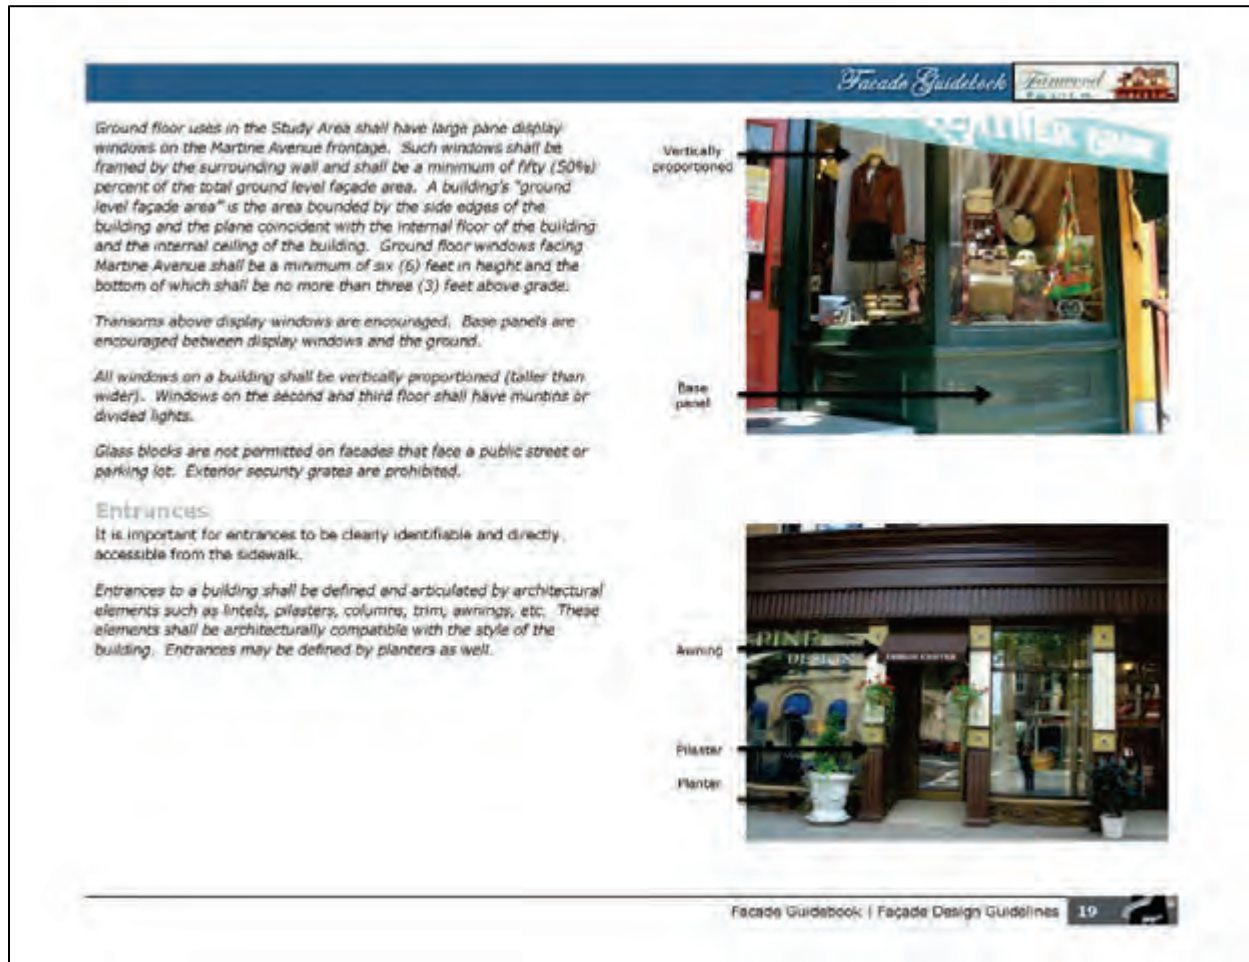 Facade Guidebook
Fanwood
Ground floor uses in the Study Area shall have large pane display
windows on the Martine Avenue frontage.  Such windows shall be
framed by the surrounding wall and shall be a minimum of fifty (50%)
percent of the total ground level façade area.  A building's "ground
level façade area" is the area bounded by the side edges of the
building and the plane coincident with the internal floor of the building
and the internal ceiling of the building.  Ground floor windows facing
Martine Avenue shall be a minimum of six (6) feet in height and the
bottom of which shall be no more than three (3) feet above grade.
Transoms above display windows are encouraged.  Base panels are
encouraged between display windows and the ground.
All windows on a building shall be vertically proportioned (taller than
wider).  Windows on the second and third floor shall have muntins or
divided lights.
Glass blocks are not permitted on facades that face a public street or
parking lot.  Exterior security grates are prohibited.
Entrances
It is important for entrances to be clearly identifiable and directly
accessible from the sidewalk.
Entrances to a building shall be defined and articulated by architectural
elements such as lintels, pilasters, columns, trim, awnings, etc.  These
elements shall be architecturally compatible with the style of the
building.  Entrances may be defined by planters as well.
Vertically
proportioned
Base
panel
PINE
DESIGN
DESIGN CENTER
Awning
Pilaster
Planter
Facade Guidebook | Façade Design Guidelines 19